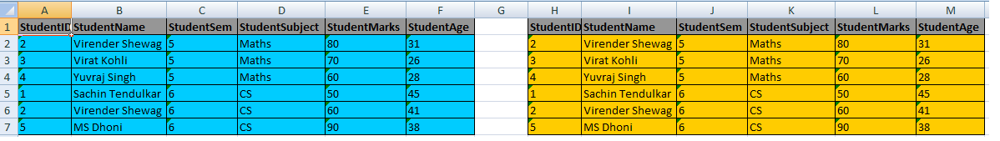 A B C D E F G H I J K L M
1 StudentID StudentName StudentSem StudentSubject StudentMarks StudentAge StudentID StudentName StudentSem StudentSubject StudentMarks StudentAge
2 2 Virender Shewag 5 Maths 80 31 2 Virender Shewag 5 Maths 80 31
3 3 Virat Kohli 5 Maths 70 26 3 Virat Kohli 5 Maths 70 26
4 4 Yuvraj Singh 5 Maths 60 28 4 Yuvraj Singh 5 Maths 60 28
5 1 Sachin Tendulkar 6 CS 50 45 1 Sachin Tendulkar 6 CS 50 45
6 2 Virender Shewag 6 CS 60 41 2 Virender Shewag 6 CS 60 41
7 5 MS Dhoni 6 CS 90 38 5 MS Dhoni 6 CS 90 38